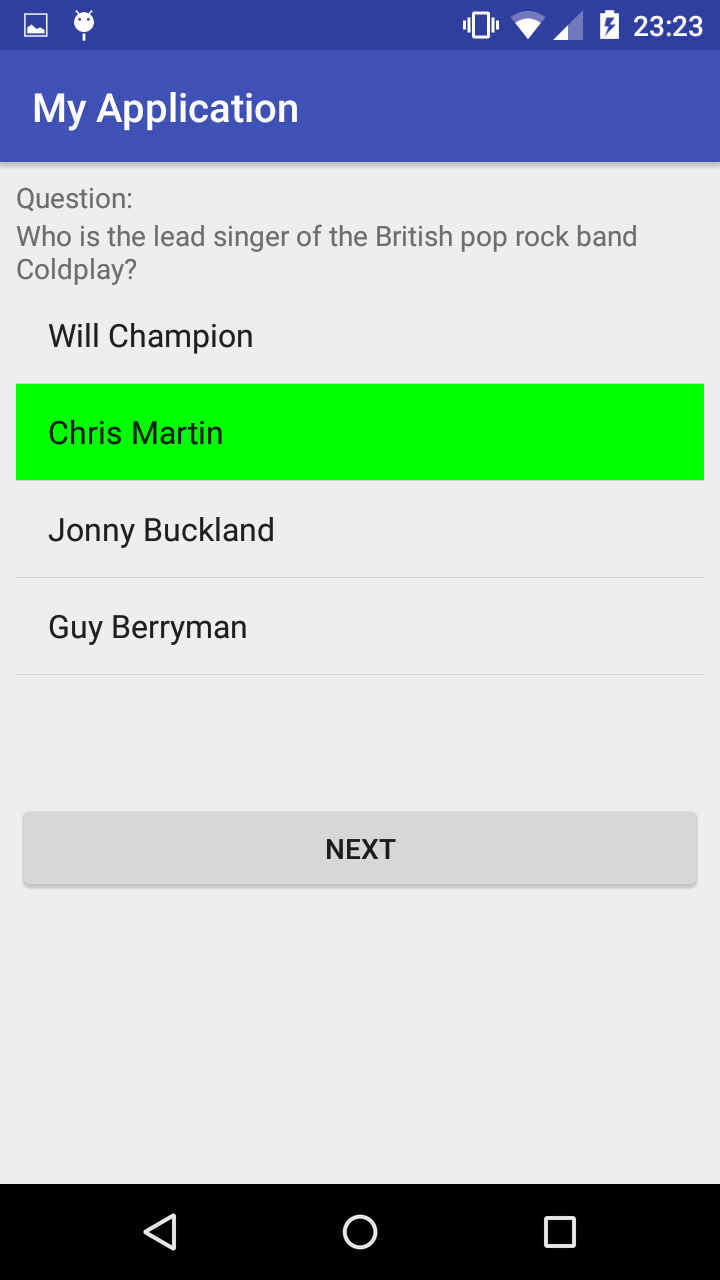 23:23
My Application
Question:
Who is the lead singer of the British pop rock band
Coldplay?
Will Champion
Chris Martin
Jonny Buckland
Guy Berryman
NEXT